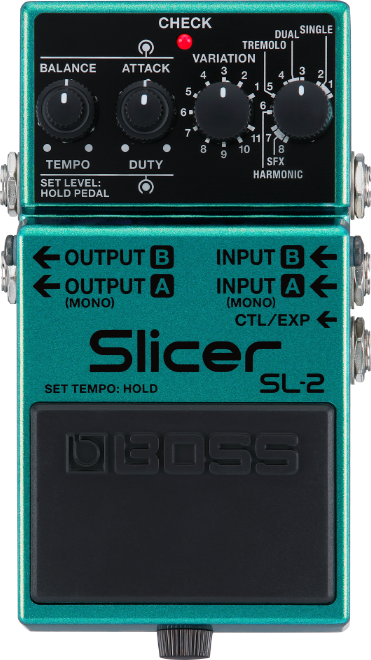 CHECK
DUAL SINGLE
TREMOLO
BALANCE ATTACK VARIATION
4 3 2 1 5 6 7 8 9 10 11
4 3 2 1 5 6
SFX
HARMONIC
TEMPO DUTY
SET LEVEL:
HOLD PEDAL
OUTPUT B INPUT B
OUTPUT A INPUT A
(MONO) (MONO)
CTL/EXP
Slicer
SL-2
SET TEMPO: HOLD
BOSS